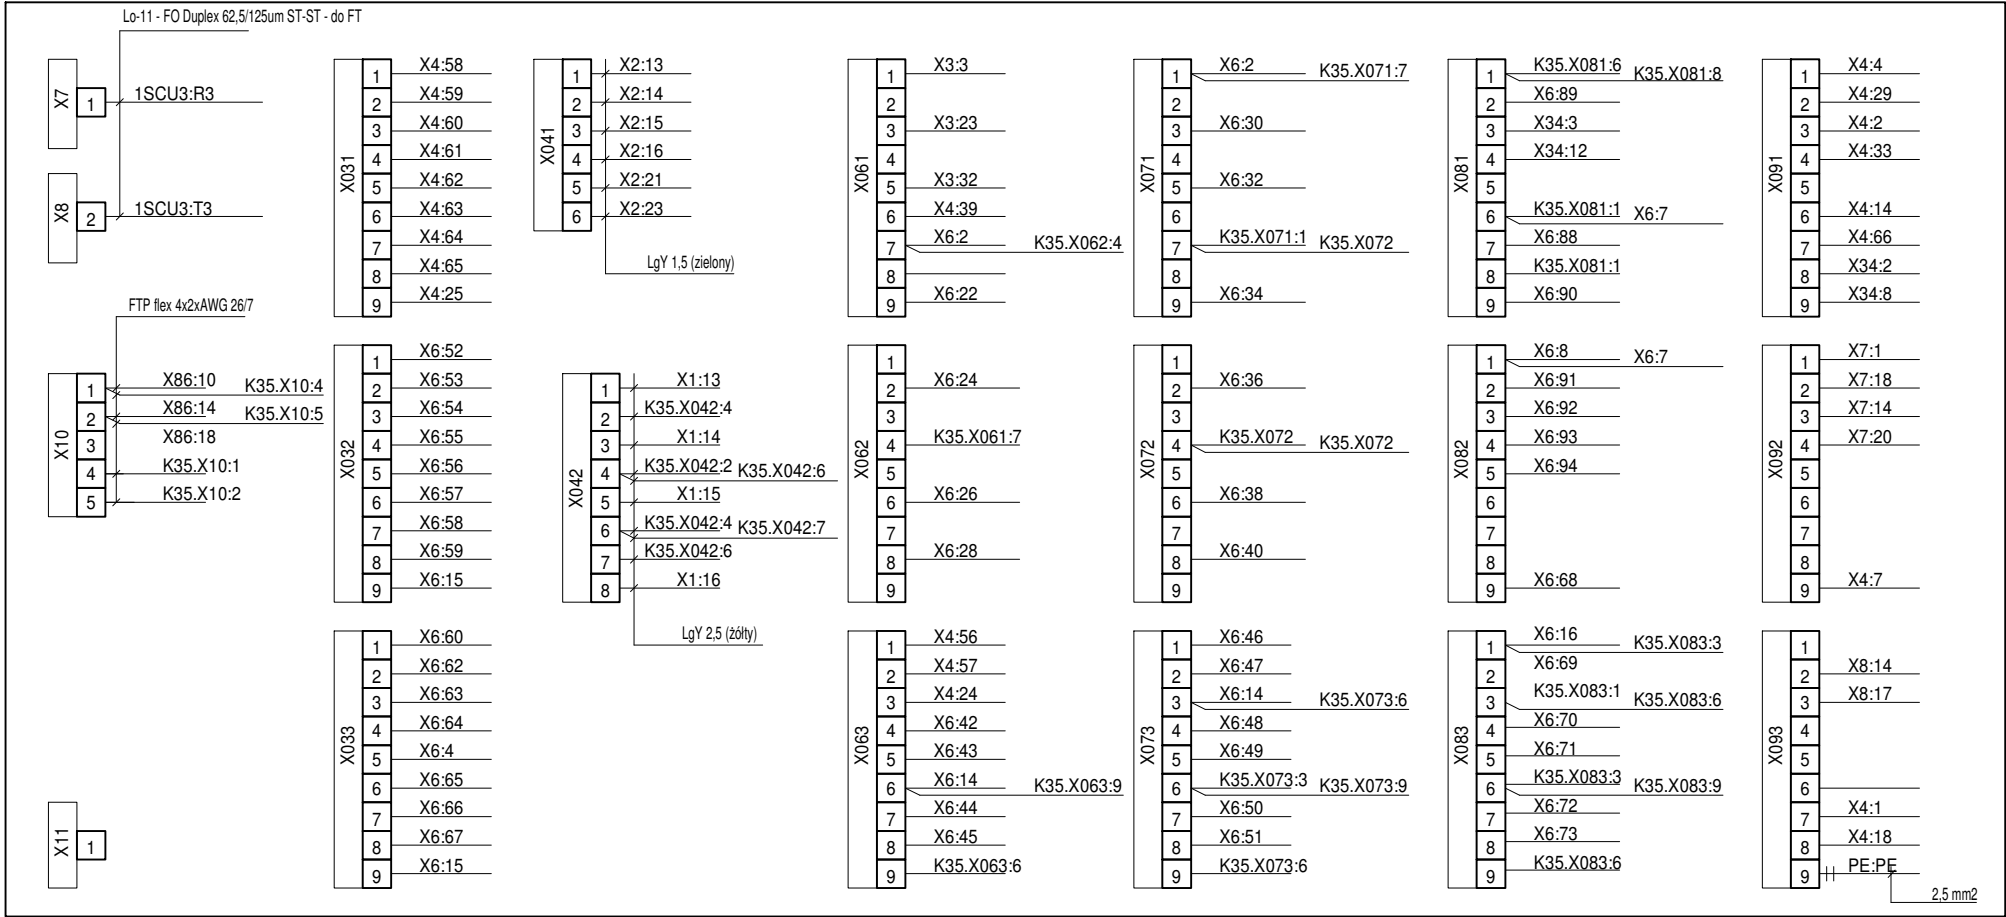 Lo-11 - FO Duplex 62,5/125um ST-ST - do FT
X7
1 1SCU3:R3
X8
2 1SCU3:T3
FTP flex 4x2xAWG 26/7
X10
1 X86:10 K35.X10:4
2 X86:14 K35.X10:5
3 X86:18
4 K35.X10:1
5 K35.X10:2
X11
1
X031
1 X4:58
2 X4:59
3 X4:60
4 X4:61
5 X4:62
6 X4:63
7 X4:64
8 X4:65
9 X4:25
X032
1 X6:52
2 X6:53
3 X6:54
4 X6:55
5 X6:56
6 X6:57
7 X6:58
8 X6:59
9 X6:15
X033
1 X6:60
2 X6:62
3 X6:63
4 X6:64
5 X6:4
6 X6:65
7 X6:66
8 X6:67
9 X6:15
X041
1 X2:13
2 X2:14
3 X2:15
4 X2:16
5 X2:21
6 X2:23
LgY 1,5 (zielony)
X042
1 X1:13
2 K35.X042:4
3 X1:14
4 K35.X042:2 K35.X042:6
5 X1:15
6 K35.X042:4 K35.X042:7
7 K35.X042:6
8 X1:16
LgY 2,5 (żółty)
X061
1 X3:3
2
3 X3:23
4
5 X3:32
6 X4:39
7 X6:2 K35.X062:4
8
9 X6:22
X062
1
2 X6:24
3
4 K35.X061:7
5
6 X6:26
7
8 X6:28
9
X063
1 X4:56
2 X4:57
3 X4:24
4 X6:42
5 X6:43
6 X6:14 K35.X063:9
7 X6:44
8 X6:45
9 K35.X063:6
X071
1 X6:2 K35.X071:7
2
3 X6:30
4
5 X6:32
6
7 K35.X071:1 K35.X072
8
9 X6:34
X072
1
2 X6:36
3
4 K35.X072 K35.X072
5
6 X6:38
7
8 X6:40
9
X073
1 X6:46
2 X6:47
3 X6:14 K35.X073:6
4 X6:48
5 X6:49
6 K35.X073:3 K35.X073:9
7 X6:50
8 X6:51
9 K35.X073:6
X081
1 K35.X081:6 K35.X081:8
2 X6:89
3 X34:3
4 X34:12
5
6 K35.X081:1 X6:7
7 X6:88
8 K35.X081:1
9 X6:90
X082
1 X6:8 X6:7
2 X6:91
3 X6:92
4 X6:93
5 X6:94
6
7
8
9 X6:68
X083
1 X6:16 K35.X083:3
2 X6:69
3 K35.X083:1 K35.X083:6
4 X6:70
5 X6:71
6 K35.X083:3 K35.X083:9
7 X6:72
8 X6:73
9 K35.X083:6
X091
1 X4:4
2 X4:29
3 X4:2
4 X4:33
5
6 X4:14
7 X4:66
8 X34:2
9 X34:8
X092
1 X7:1
2 X7:18
3 X7:14
4 X7:20
5
6
7
8
9 X4:7
X093
1
2 X8:14
3 X8:17
4
5
6
7 X4:1
8 X4:18
9 PE:PE
2,5 mm2